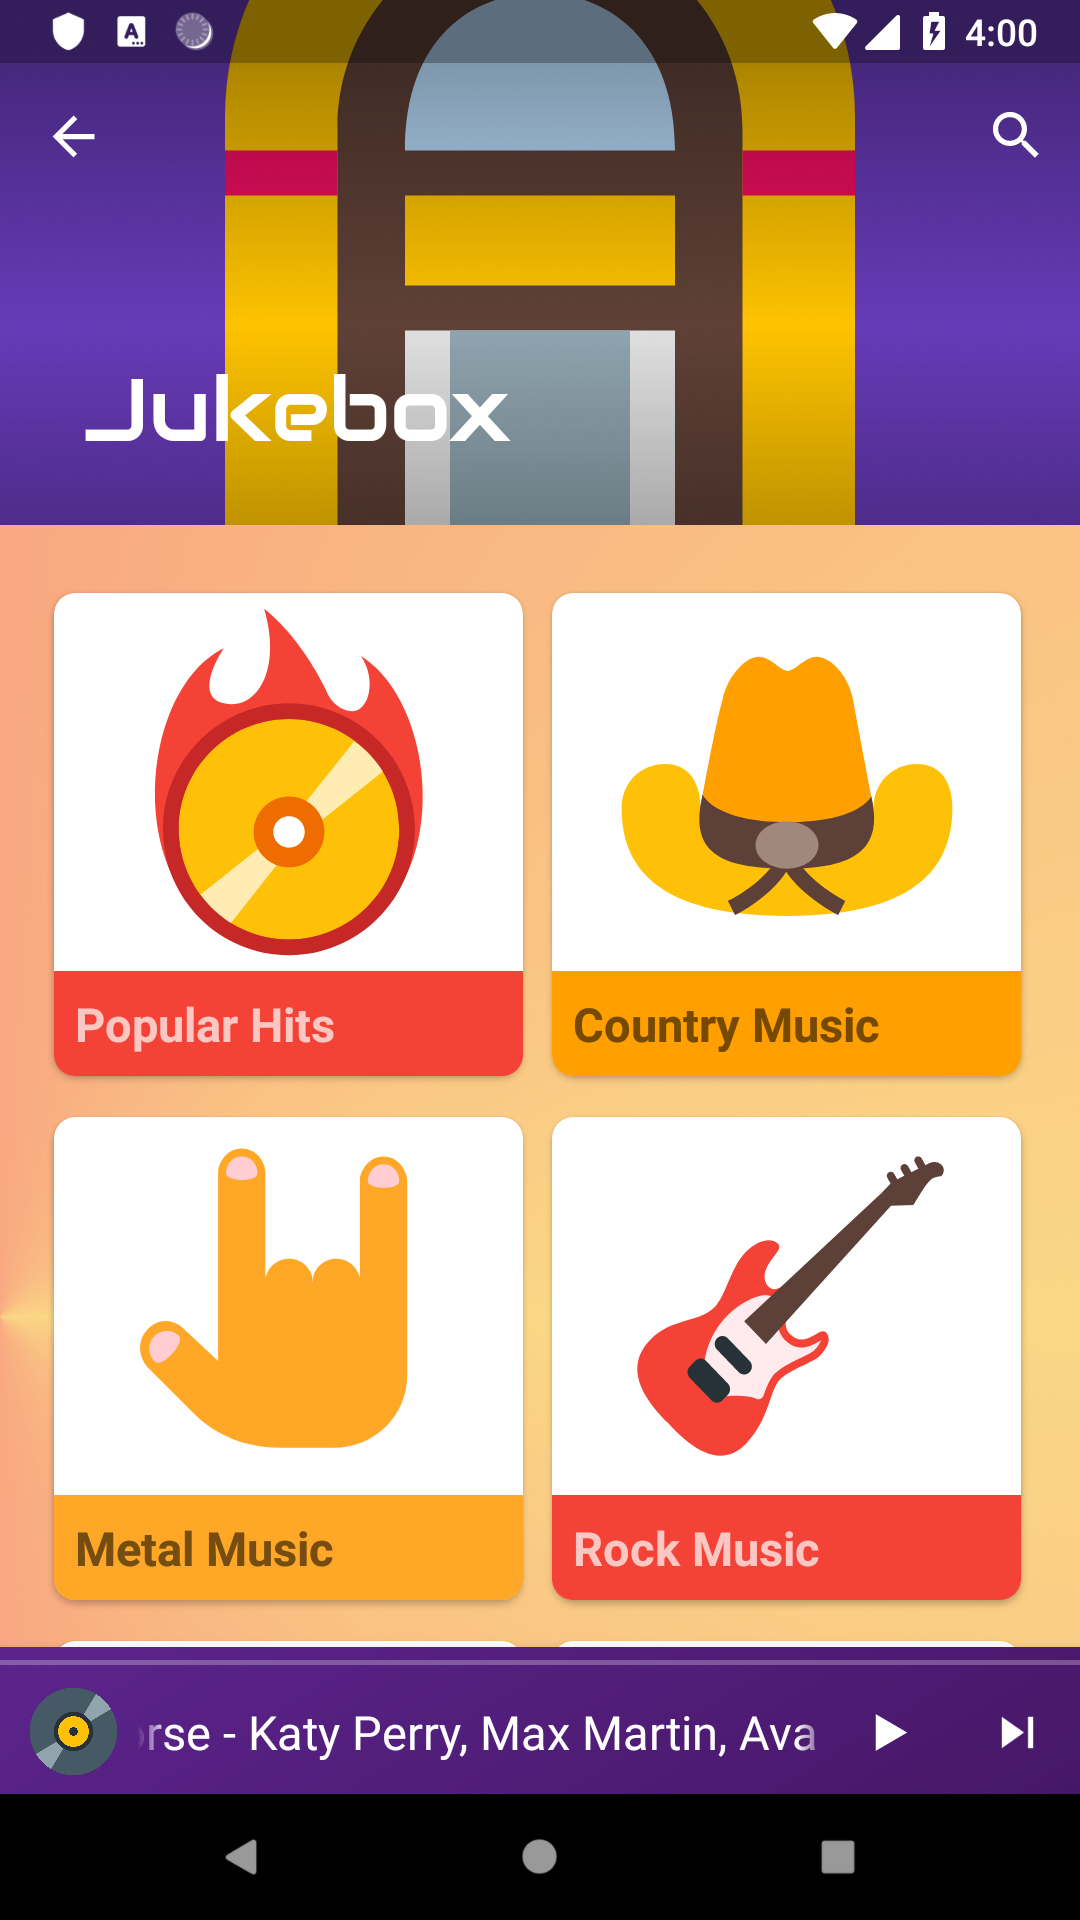 4:00
Jukebox
Popular Hits
Country Music
Metal Music
Rock Music
rse - Katy Perry, Max Martin, Ava